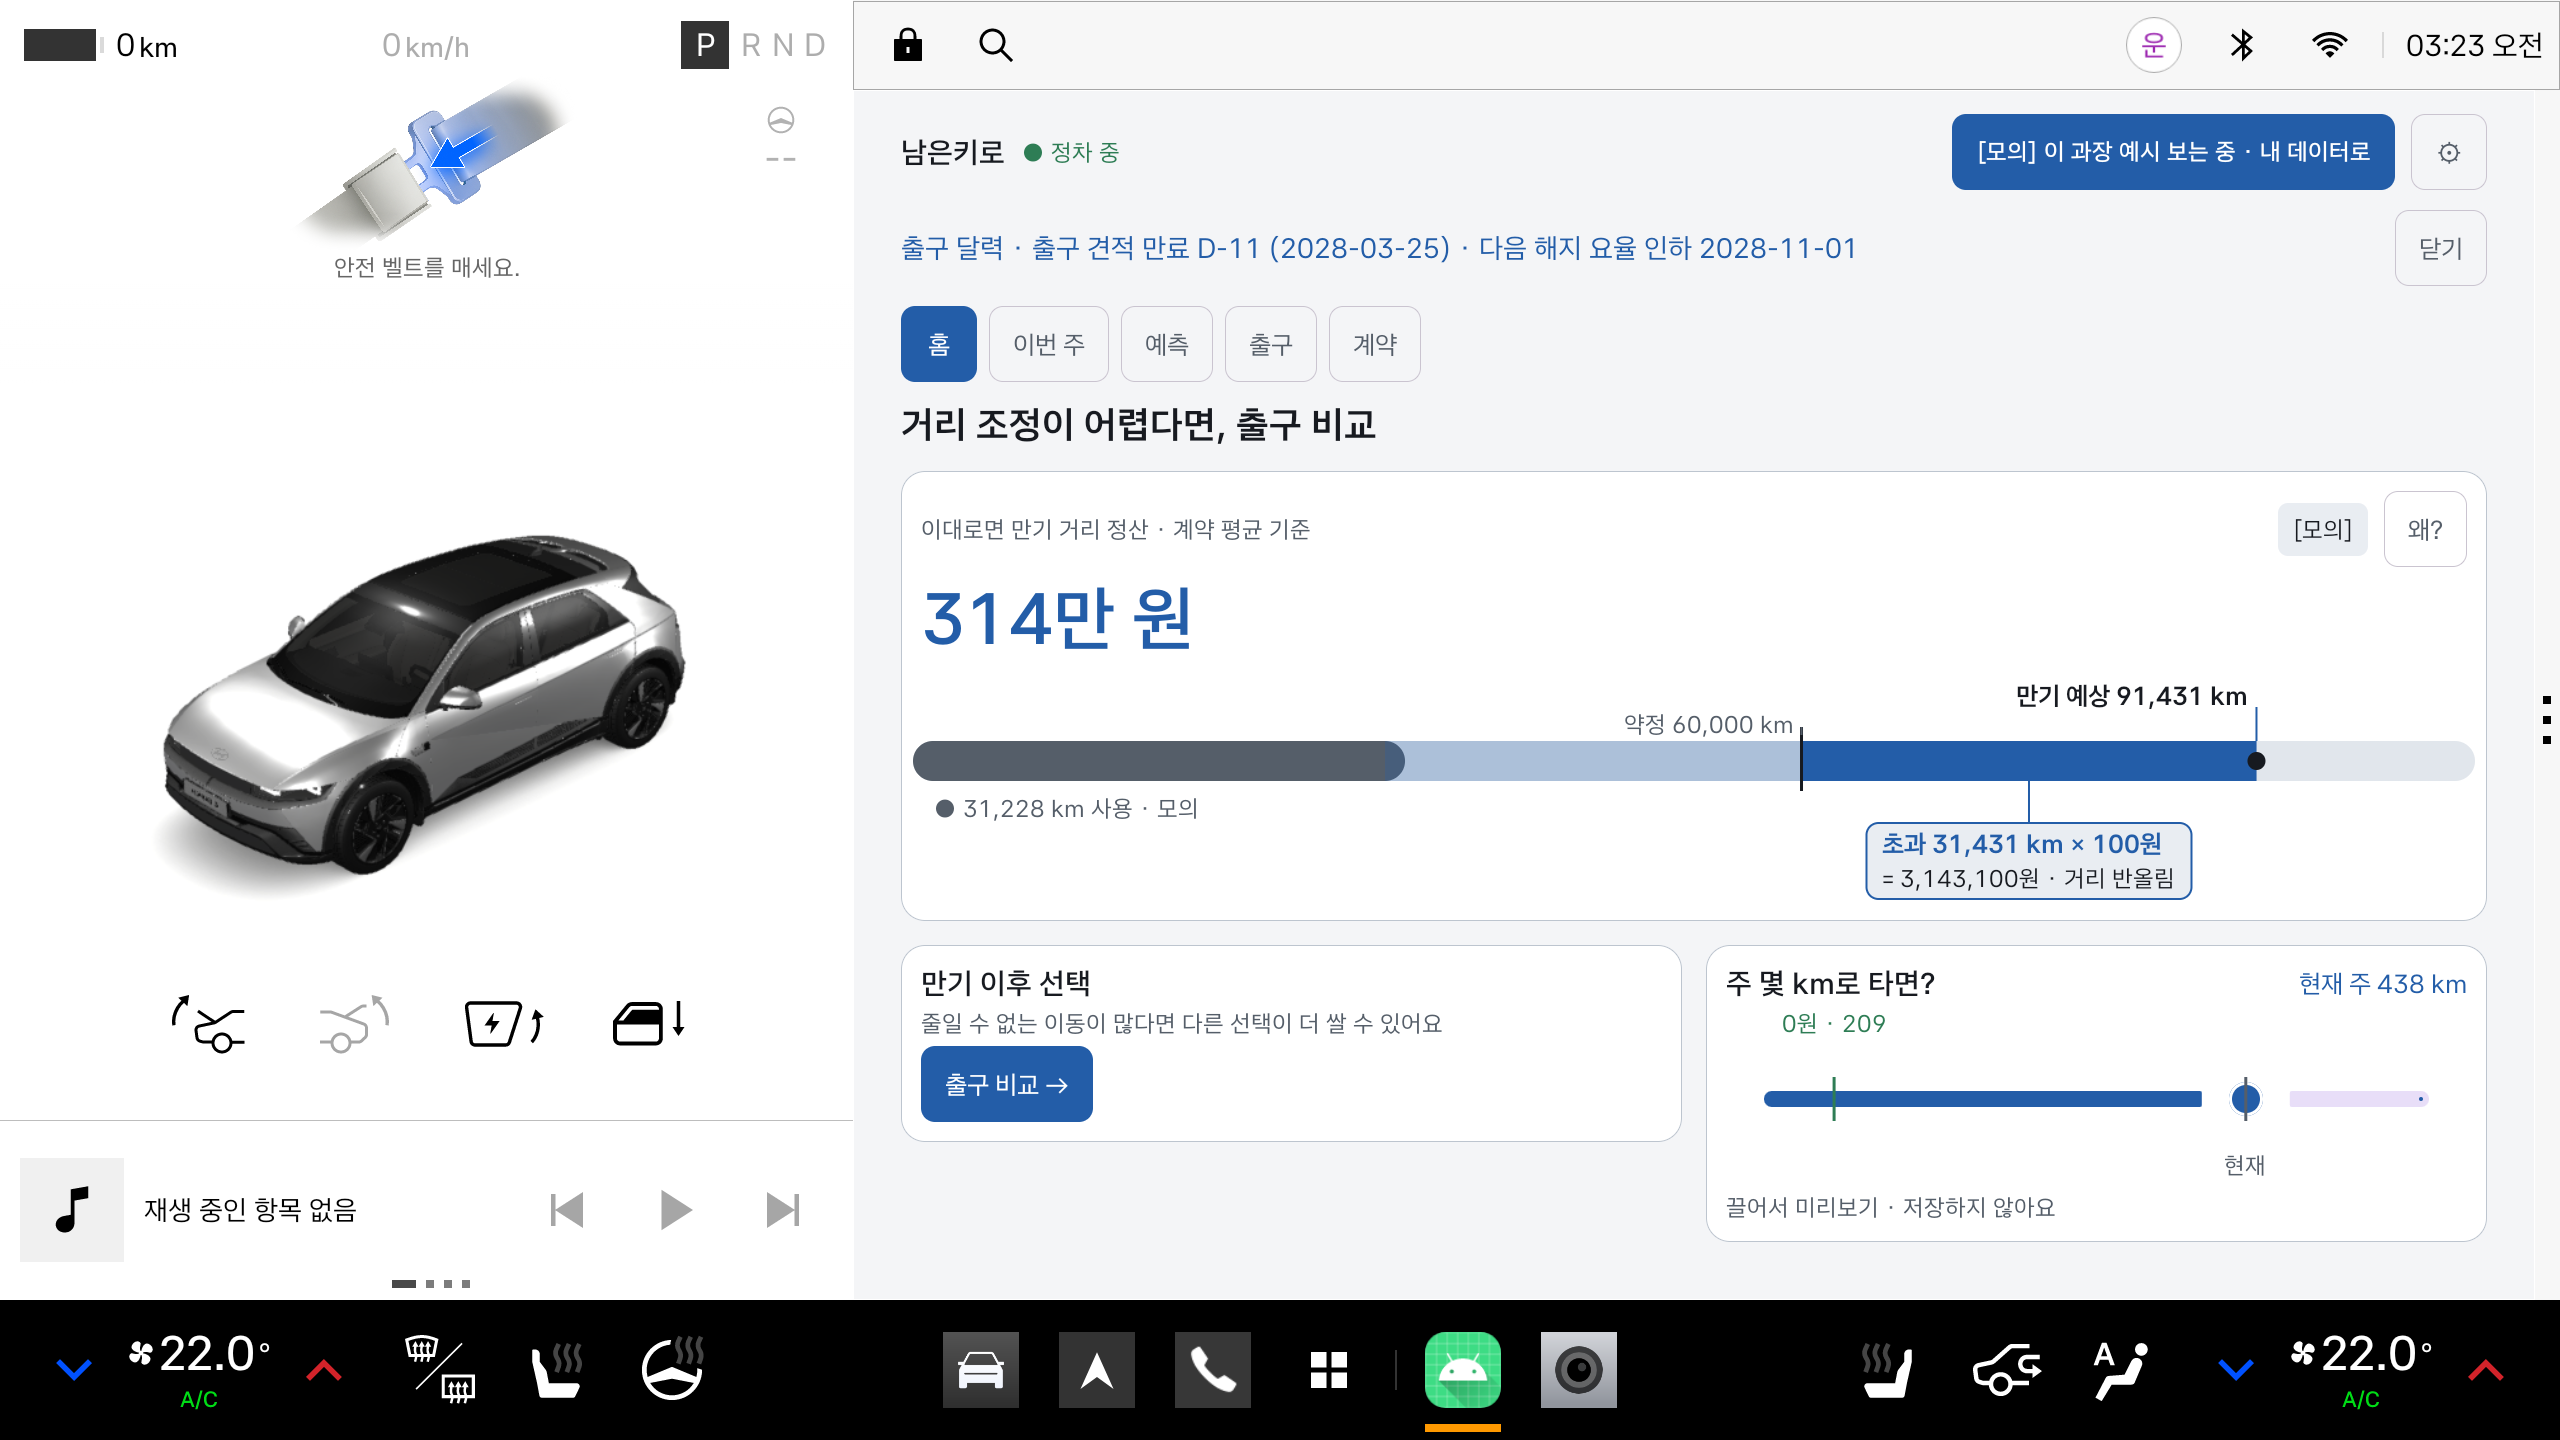 0 km
0 km/h
P R N D
운
03:23 오전
--
안전 벨트를 매세요.
재생 중인 항목 없음
남은키로
정차 중
[모의] 이 과장 예시 보는 중 · 내 데이터로
출구 달력 · 출구 견적 만료 D-11 (2028-03-25) · 다음 해지 요율 인하 2028-11-01
닫기
홈
이번 주
예측
출구
계약
거리 조정이 어렵다면, 출구 비교
이대로면 만기 거리 정산 · 계약 평균 기준
[모의]
왜?
314만 원
만기 예상 91,431 km
약정 60,000 km
31,228 km 사용 · 모의
초과 31,431 km × 100원
= 3,143,100원 · 거리 반올림
만기 이후 선택
줄일 수 없는 이동이 많다면 다른 선택이 더 쌀 수 있어요
출구 비교 →
주 몇 km로 타면?
현재 주 438 km
0원 · 209
현재
끌어서 미리보기 · 저장하지 않아요
22.0°
A/C
A
22.0°
A/C